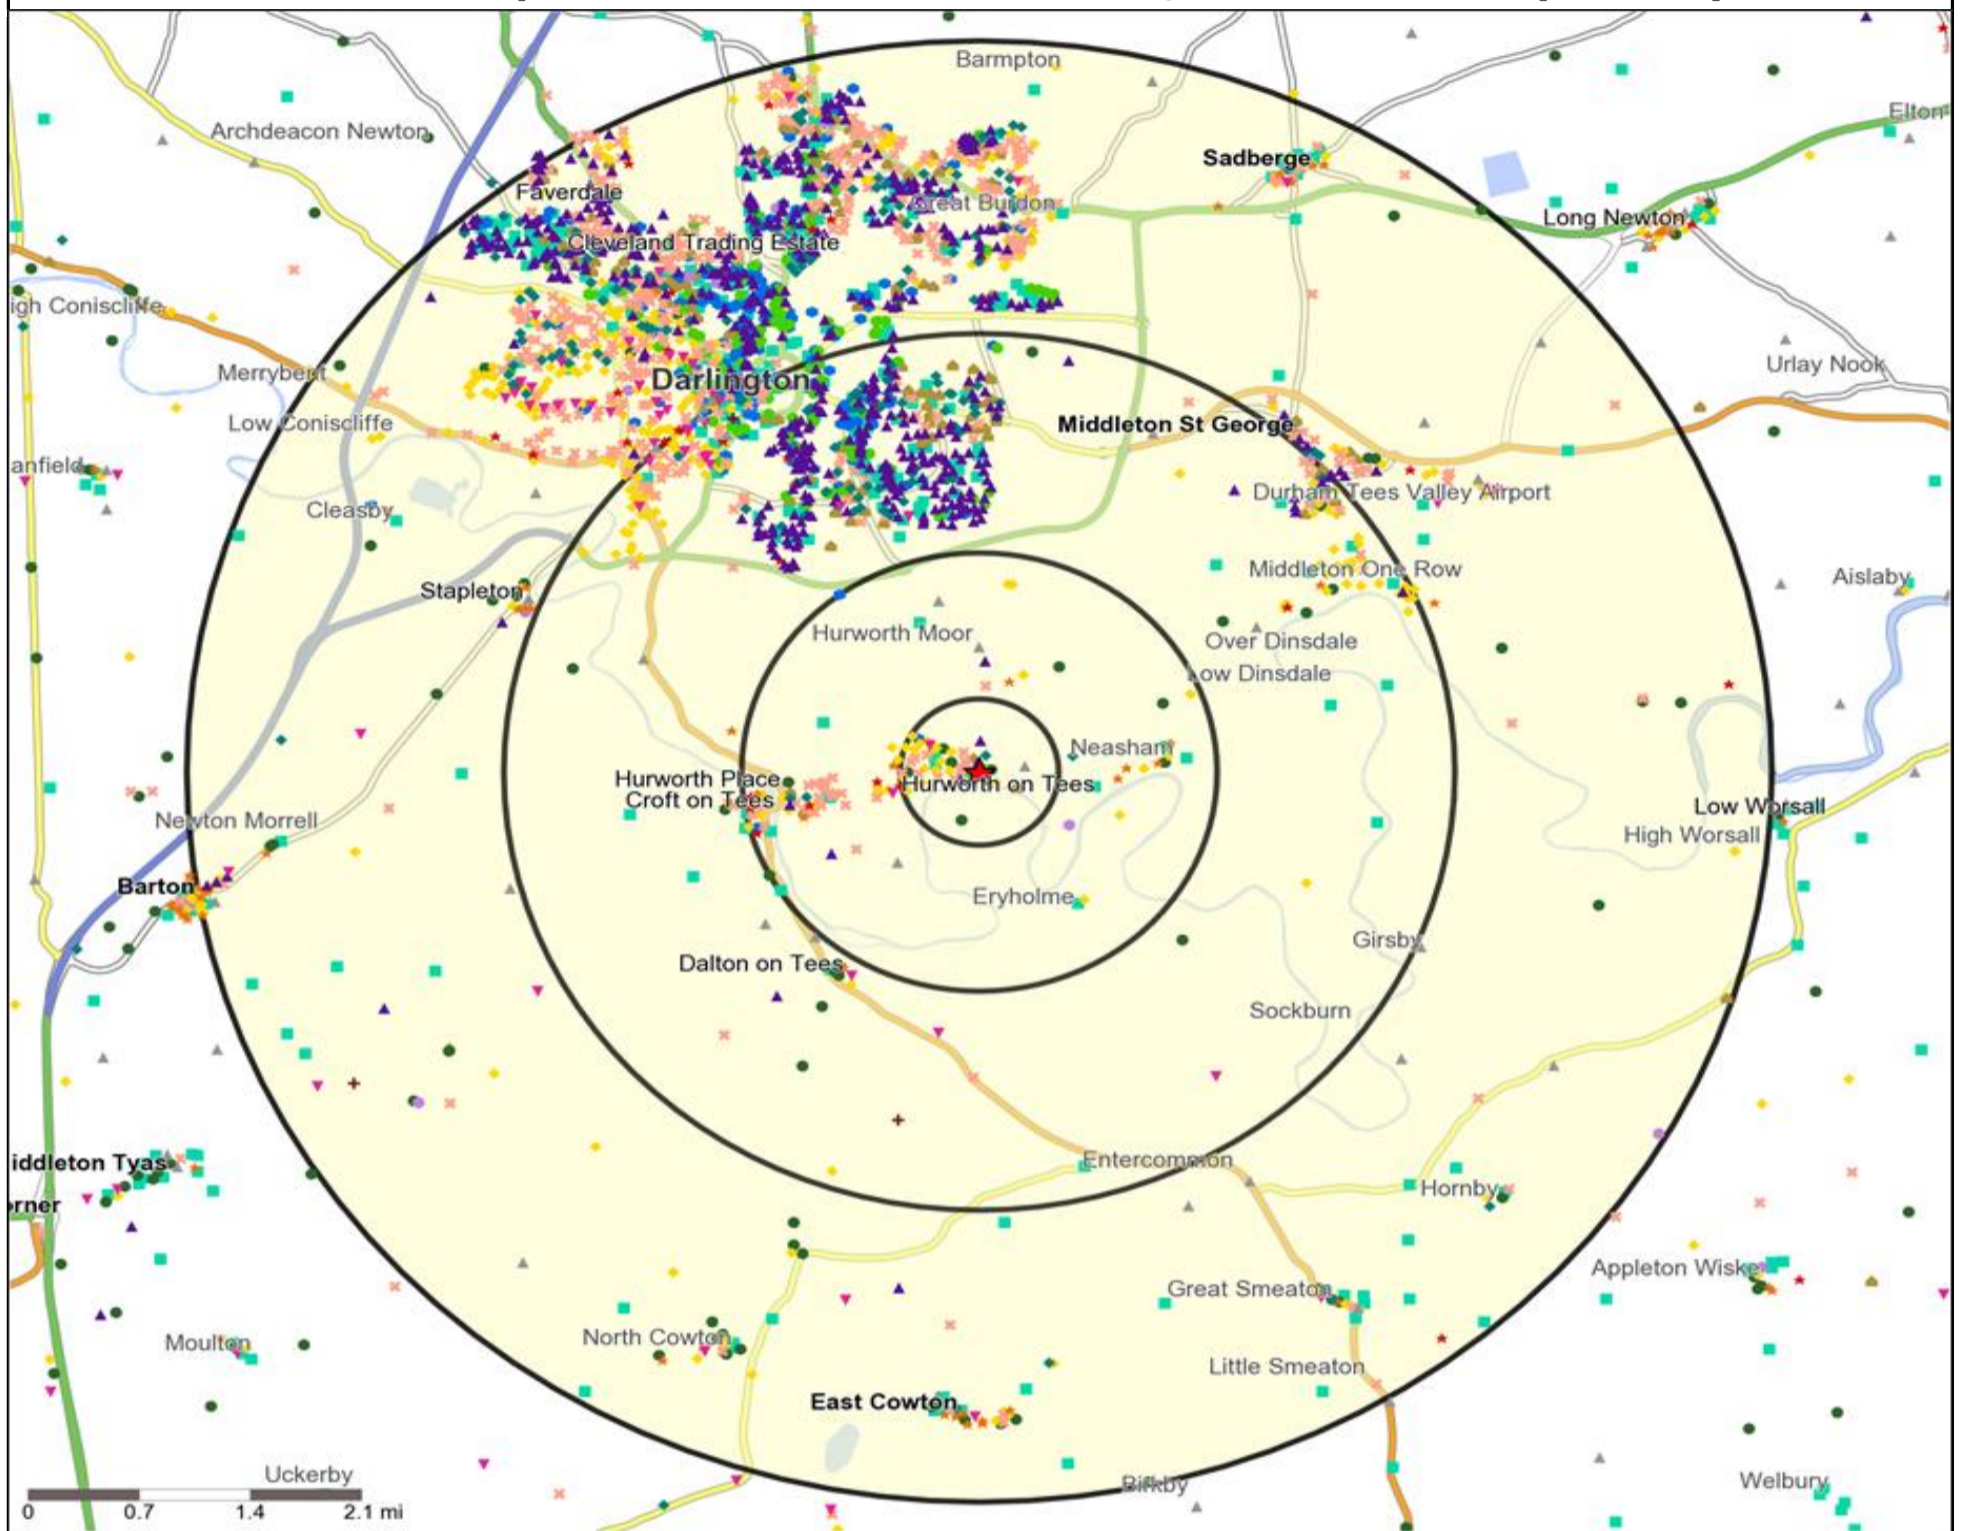 Barmpton
Elton
Archdeacon Newton
Sadberge
Faverdale
Great Burdon
Long Newton
Cleveland Trading Estate
igh Coniscliffe
Merrybent
Urlay Nook
Darlington
Low Coniscliffe
Middleton St George
anfield
Durham Tees Valley Airport
Cleasby
Middleton One Row
Aislaby
Stapleton
Hurworth Moor
Over Dinsdale
Low Dinsdale
Neasham
Hurworth Place
Hurworth on Tees
Croft on Tees
Low Worsall
Newton Morrell
High Worsall
Barton
Eryholme
Girsby
Dalton on Tees
Sockburn
iddleton Tyas
Entercommon
Hornby
orner
Appleton Wiske
Great Smeaton
North Cowton
Moulton
Little Smeaton
East Cowton
Uckerby
Birkby
Welbury
0 0.7 1.4 2.1 mi